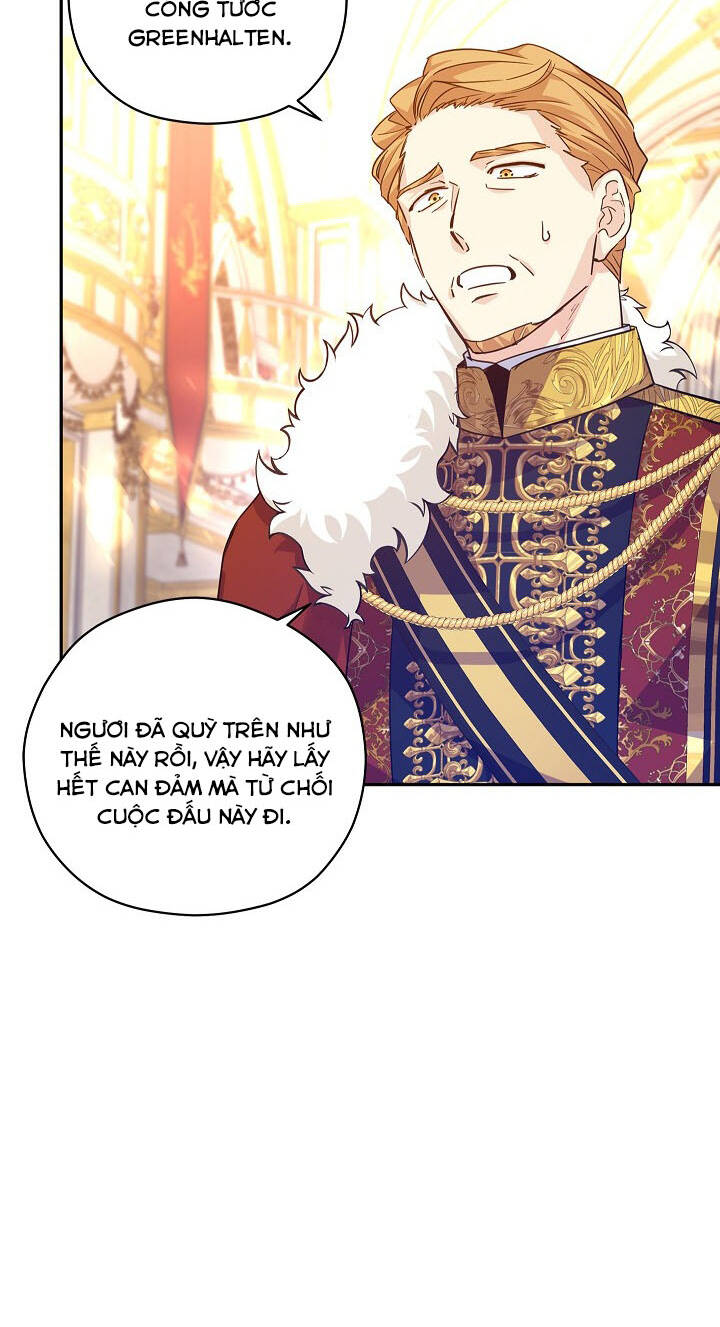 CÔNG TƯỚC
GREENHALTEN.
NGƯƠI ĐÃ QUỲ TRÊN NHƯ
THẾ NÀY RỒI, VẬY HÃY LẤY
HẾT CAN ĐẢM MÀ TỪ CHỐI
CUỘC ĐẤU NÀY ĐI.